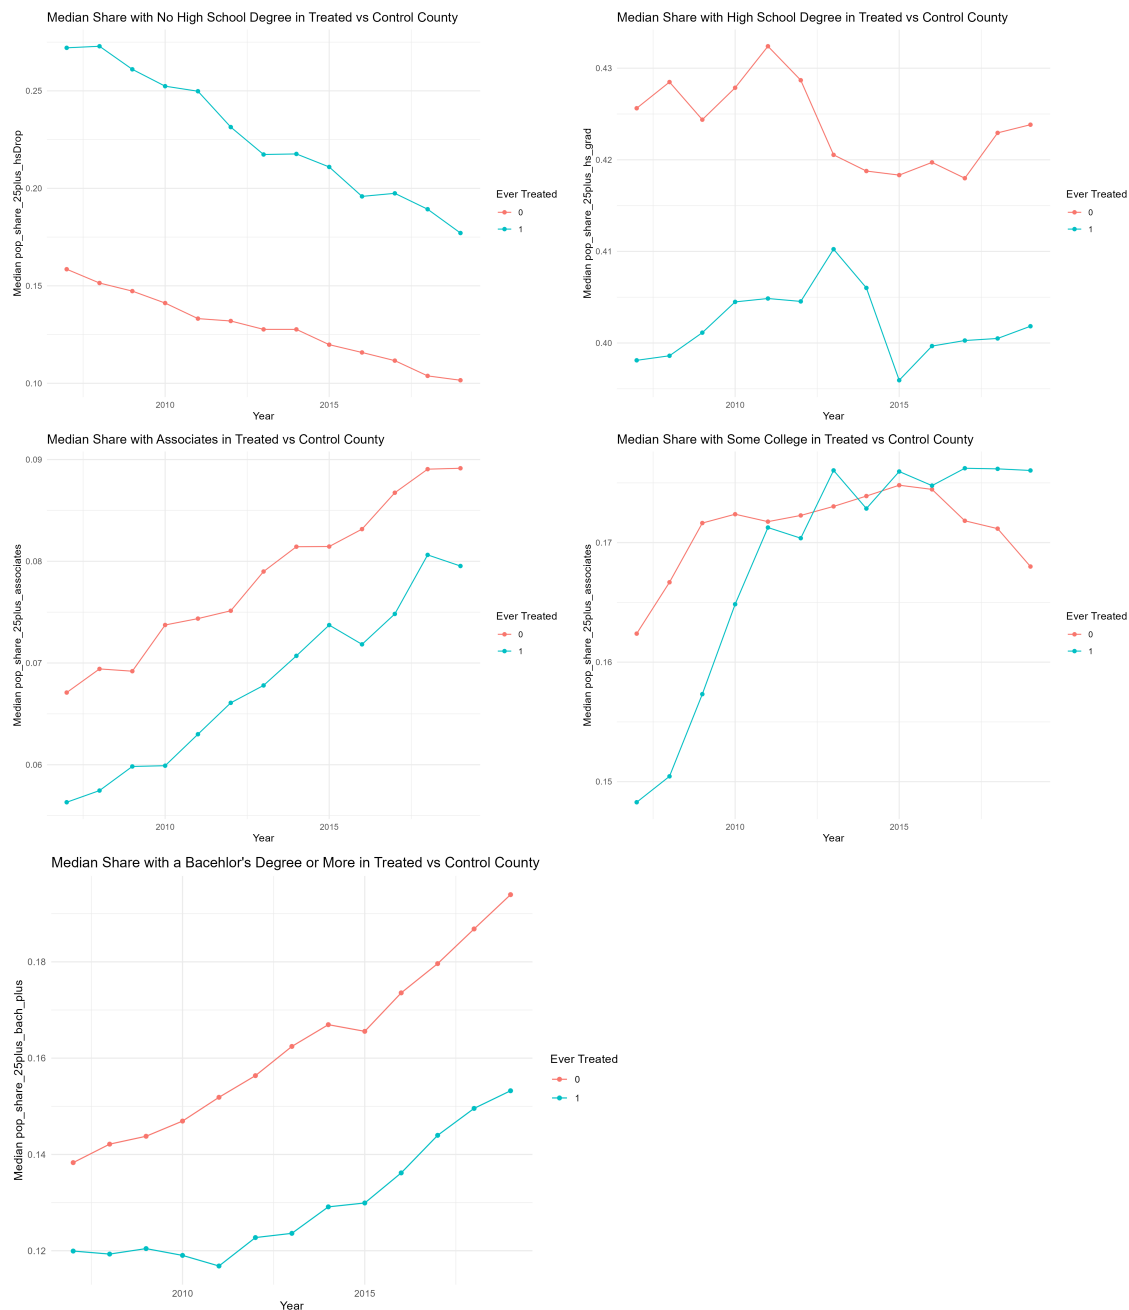 Median Share with No High School Degree in Treated vs Control County
Median pop_share_25plus_hsDrop
0.25
0.20
0.15
0.10
2010
2015
Year
Ever Treated
0
1
Median Share with High School Degree in Treated vs Control County
Median pop_share_25plus_hs_grad
0.43
0.42
0.41
0.40
2010
2015
Year
Ever Treated
0
1
Median Share with Associates in Treated vs Control County
Median pop_share_25plus_associates
0.09
0.08
0.07
0.06
2010
2015
Year
Ever Treated
0
1
Median Share with Some College in Treated vs Control County
Median pop_share_25plus_associates
0.17
0.16
0.15
2010
2015
Year
Ever Treated
0
1
Median Share with a Bacehlor's Degree or More in Treated vs Control County
Median pop_share_25plus_bach_plus
0.18
0.16
0.14
0.12
2010
2015
Year
Ever Treated
0
1